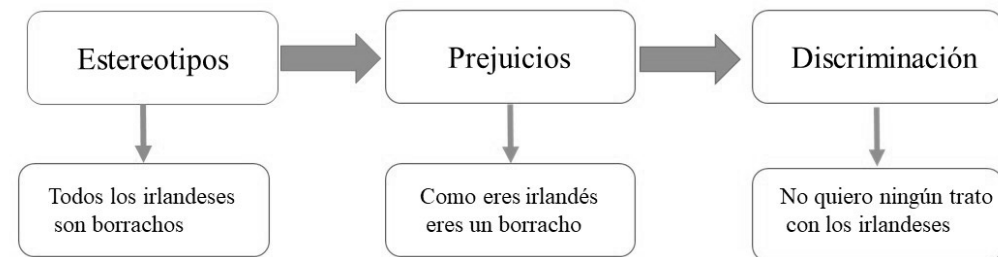 Estereotipos
Prejuicios
Discriminación
Todos los irlandeses
son borrachos
Como eres irlandés
eres un borracho
No quiero ningún trato
con los irlandeses